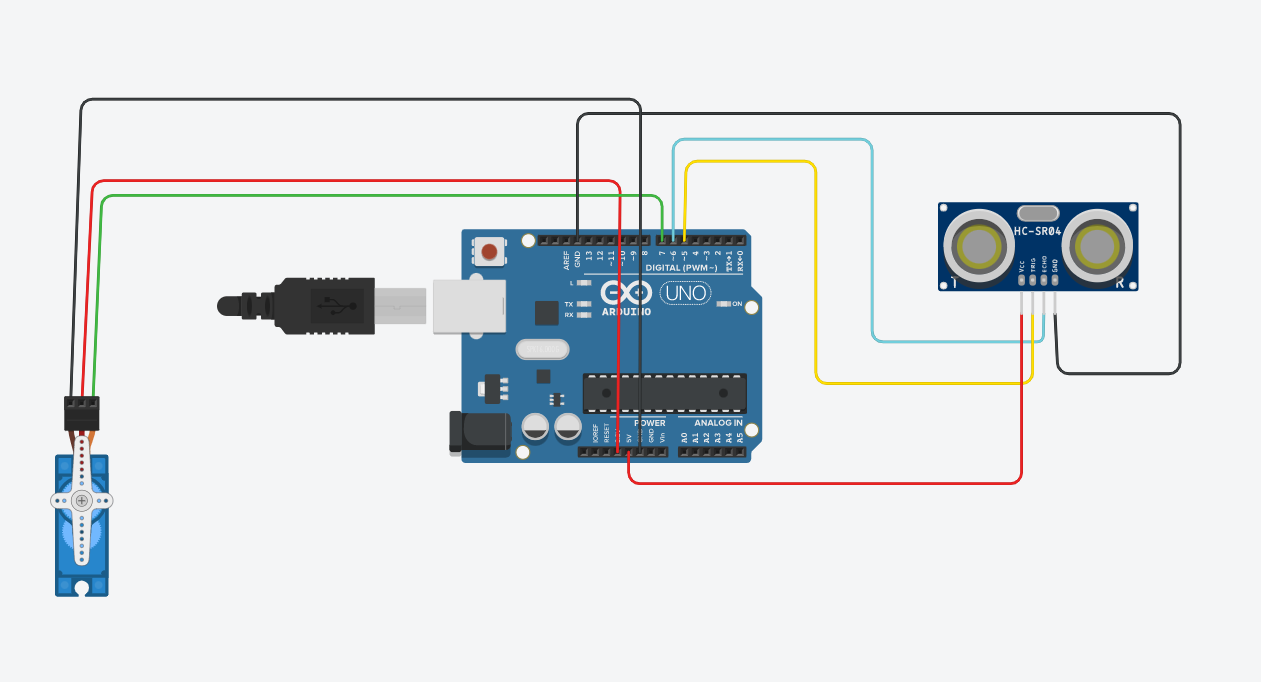 HC-SR04
VCC
TRIG
ECHO
GND
T
R
AREF
GND
13
12
~11
~10
~9
8
7
~6
~5
4
~3
2
TX→1
RX←0
DIGITAL (PWM~)
L
TX
RX
UNO
ON
ARDUINO
POWER
ANALOG IN
IOREF
RESET
5V
GND
Vin
A0
A1
A2
A3
A4
A5